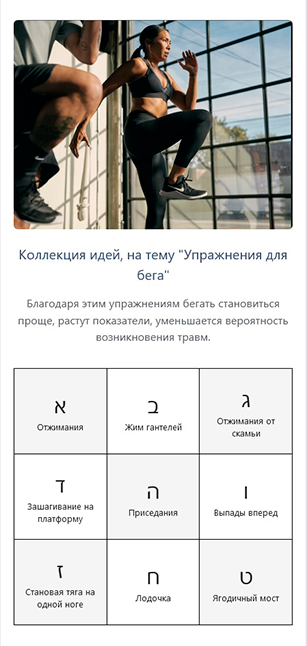 Коллекция идей, на тему "Упражнения для
бега"
Благодаря этим упражнениям бегать становиться
проще, растут показатели, уменьшается вероятность
возникновения травм.
א
Отжимания
ב
Жим гантелей
ג
Отжимания от
скамьи
ד
Зашагивание на
платформу
ה
Приседания
ו
Выпады вперед
ז
Становая тяга на
одной ноге
ח
Лодочка
ט
Ягодичный мост